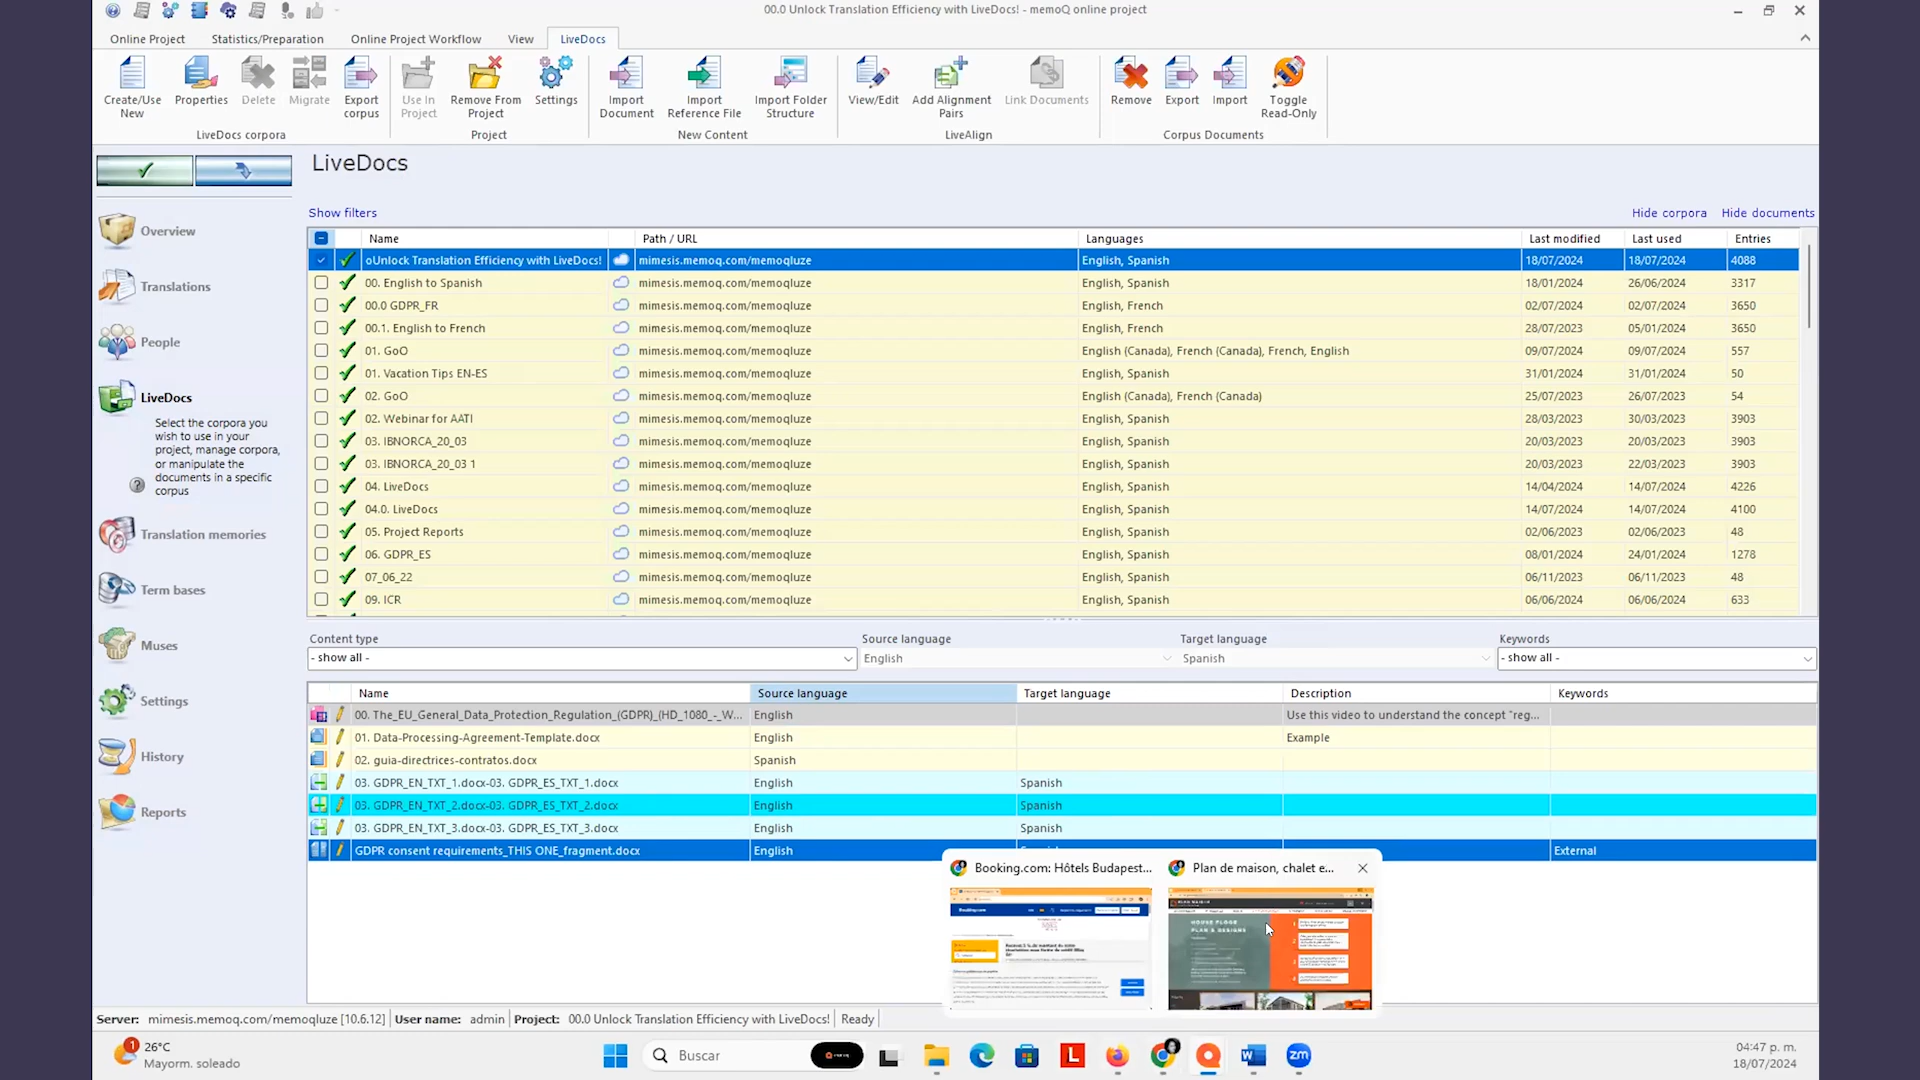 00.0 Unlock Translation Efficiency with LiveDocs! - memoQ online project
Online Project Statistics/Preparation Online Project Workflow View LiveDocs
Create/Use New
Properties
Delete
Migrate
Export corpus
Use In Project
Remove From Project
Settings
Import Document
Import Reference File
Import Folder Structure
View/Edit
Add Alignment Pairs
Link Documents
Remove
Export
Import
Toggle Read-Only
LiveDocs corpora Project New Content LiveAlign Corpus Documents
LiveDocs
Show filters Hide corpora Hide documents
Overview
Translations
People
LiveDocs
Select the corpora you
wish to use in your
project, manage corpora,
or manipulate the
documents in a specific
corpus
Translation memories
Term bases
Muses
Settings
History
Reports
Name Path / URL Languages Last modified Last used Entries
oUnlock Translation Efficiency with LiveDocs! mimesis.memoq.com/memoqluze English, Spanish 18/07/2024 18/07/2024 4088
00. English to Spanish mimesis.memoq.com/memoqluze English, Spanish 18/01/2024 26/06/2024 3317
00.0 GDPR_FR mimesis.memoq.com/memoqluze English, French 02/07/2024 02/07/2024 3650
00.1. English to French mimesis.memoq.com/memoqluze English, French 28/07/2023 05/01/2024 3650
01. GoO mimesis.memoq.com/memoqluze English (Canada), French (Canada), French, English 09/07/2024 09/07/2024 557
01. Vacation Tips EN-ES mimesis.memoq.com/memoqluze English, Spanish 31/01/2024 31/01/2024 50
02. GoO mimesis.memoq.com/memoqluze English (Canada), French (Canada) 25/07/2023 26/07/2023 54
02. Webinar for AATI mimesis.memoq.com/memoqluze English, Spanish 28/03/2023 30/03/2023 3903
03. IBNORCA_20_03 mimesis.memoq.com/memoqluze English, Spanish 20/03/2023 20/03/2023 3903
03. IBNORCA_20_03 1 mimesis.memoq.com/memoqluze English, Spanish 20/03/2023 22/03/2023 3903
04. LiveDocs mimesis.memoq.com/memoqluze English, Spanish 14/04/2024 14/07/2024 4226
04.0. LiveDocs mimesis.memoq.com/memoqluze English, Spanish 14/07/2024 14/07/2024 4100
05. Project Reports mimesis.memoq.com/memoqluze English, Spanish 02/06/2023 02/06/2023 48
06. GDPR_ES mimesis.memoq.com/memoqluze English, Spanish 08/01/2024 24/01/2024 1278
07_06_22 mimesis.memoq.com/memoqluze English, Spanish 06/11/2023 06/11/2023 48
09. ICR mimesis.memoq.com/memoqluze English, Spanish 06/06/2024 06/06/2024 633
Content type Source language Target language Keywords
- show all - English Spanish - show all -
Name Source language Target language Description Keywords
00. The_EU_General_Data_Protection_Regulation_(GDPR)_(HD_1080_-_W... English Use this video to understand the concept "reg...
01. Data-Processing-Agreement-Template.docx English Example
02. guia-directrices-contratos.docx Spanish
03. GDPR_EN_TXT_1.docx-03. GDPR_ES_TXT_1.docx English Spanish
03. GDPR_EN_TXT_2.docx-03. GDPR_ES_TXT_2.docx English Spanish
03. GDPR_EN_TXT_3.docx-03. GDPR_ES_TXT_3.docx English Spanish
GDPR consent requirements_THIS ONE_fragment.docx English External
Booking.com: Hôtels Budapest... Plan de maison, chalet e...
Booking.com
HOUSE FLOOR
PLAN & DESIGNS
Server: mimesis.memoq.com/memoqluze [10.6.12] User name: admin Project: 00.0 Unlock Translation Efficiency with LiveDocs! Ready
1
26°C
Mayorm. soleado
Buscar
L
W
zm
04:47 p. m.
18/07/2024